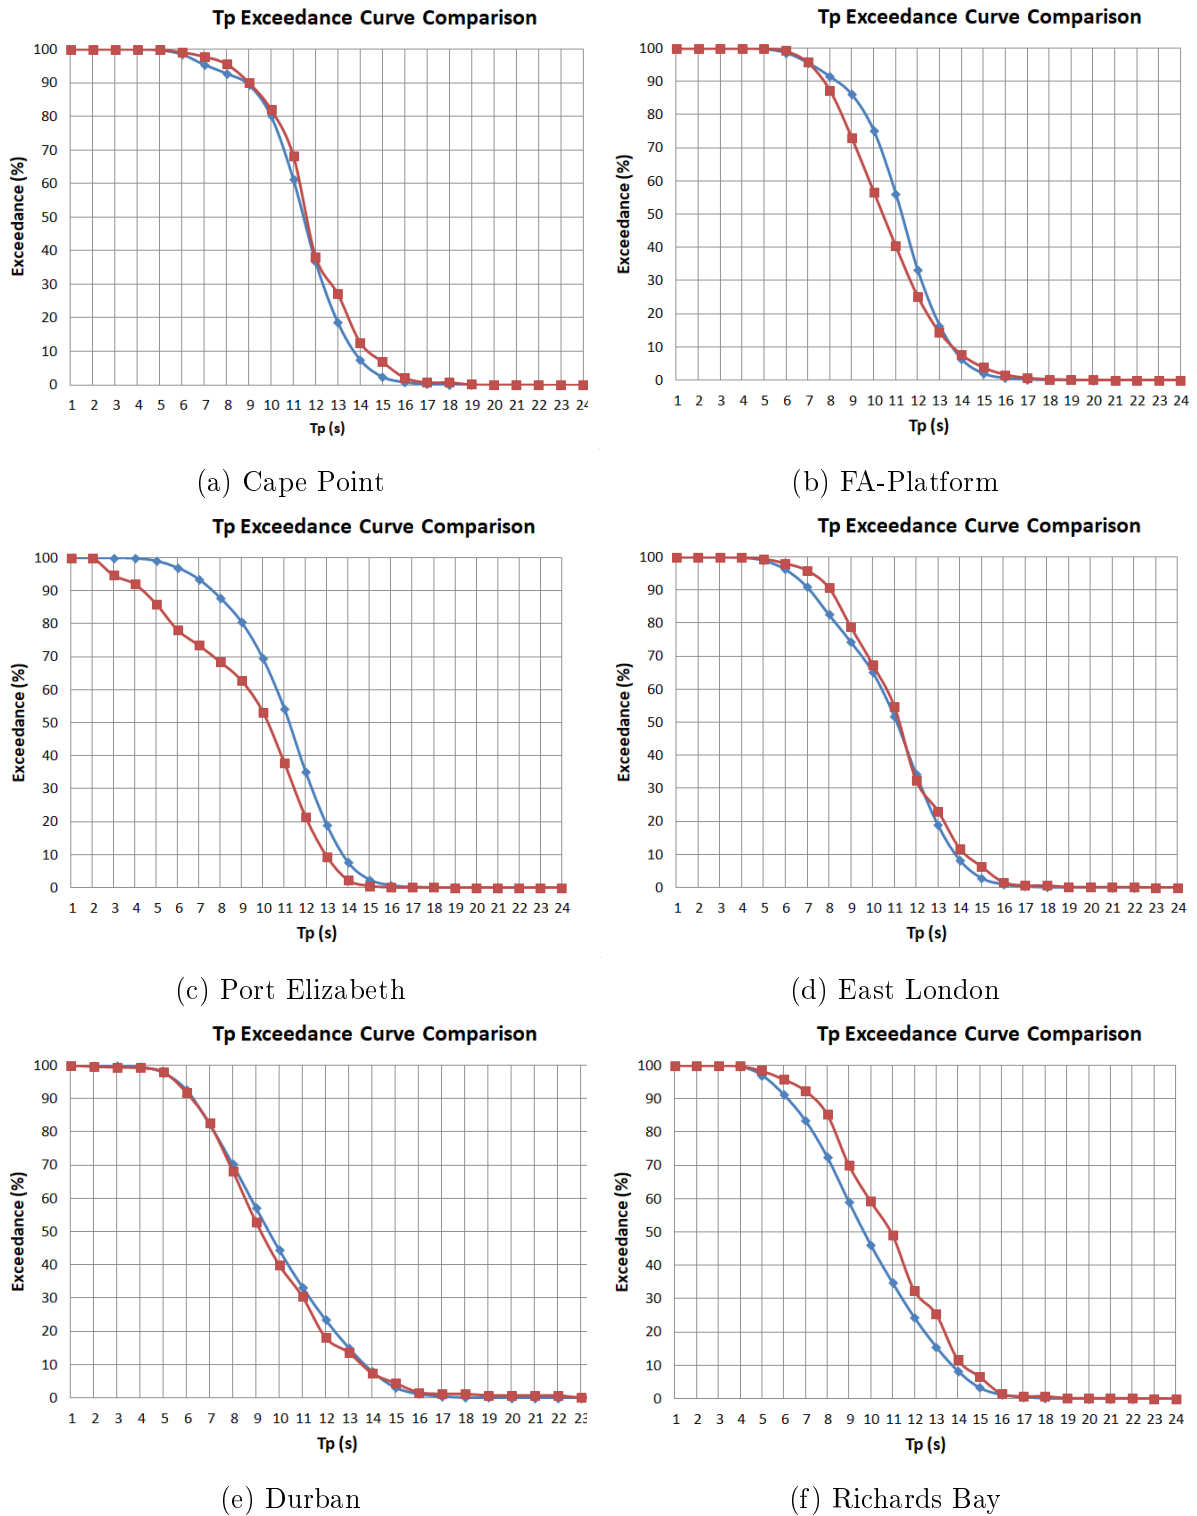 Tp Exceedance Curve Comparison
100
90
80
70
60
50
40
30
20
10
0
Exceedance (%)
1 2 3 4 5 6 7 8 9 10 11 12 13 14 15 16 17 18 19 20 21 22 23 24
Tp (s)
(a) Cape Point
Tp Exceedance Curve Comparison
100
90
80
70
60
50
40
30
20
10
0
Exceedance (%)
1 2 3 4 5 6 7 8 9 10 11 12 13 14 15 16 17 18 19 20 21 22 23 24
Tp (s)
(b) FA-Platform
Tp Exceedance Curve Comparison
100
90
80
70
60
50
40
30
20
10
0
Exceedance (%)
1 2 3 4 5 6 7 8 9 10 11 12 13 14 15 16 17 18 19 20 21 22 23 24
Tp (s)
(c) Port Elizabeth
Tp Exceedance Curve Comparison
100
90
80
70
60
50
40
30
20
10
0
Exceedance (%)
1 2 3 4 5 6 7 8 9 10 11 12 13 14 15 16 17 18 19 20 21 22 23 24
Tp (s)
(d) East London
Tp Exceedance Curve Comparison
100
90
80
70
60
50
40
30
20
10
0
Exceedance (%)
1 2 3 4 5 6 7 8 9 10 11 12 13 14 15 16 17 18 19 20 21 22 23
Tp (s)
(e) Durban
Tp Exceedance Curve Comparison
100
90
80
70
60
50
40
30
20
10
0
Exceedance (%)
1 2 3 4 5 6 7 8 9 10 11 12 13 14 15 16 17 18 19 20 21 22 23 24
Tp (s)
(f) Richards Bay